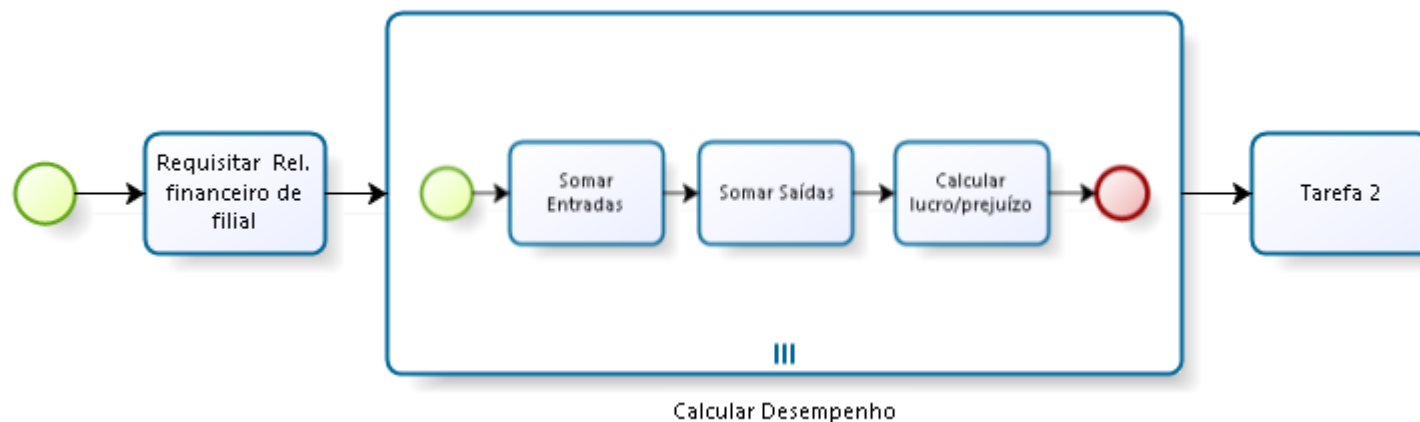 Requisitar Rel.
financeiro de
filial
Somar
Entradas
Somar Saídas
Calcular
lucro/prejuízo
Tarefa 2
Calcular Desempenho